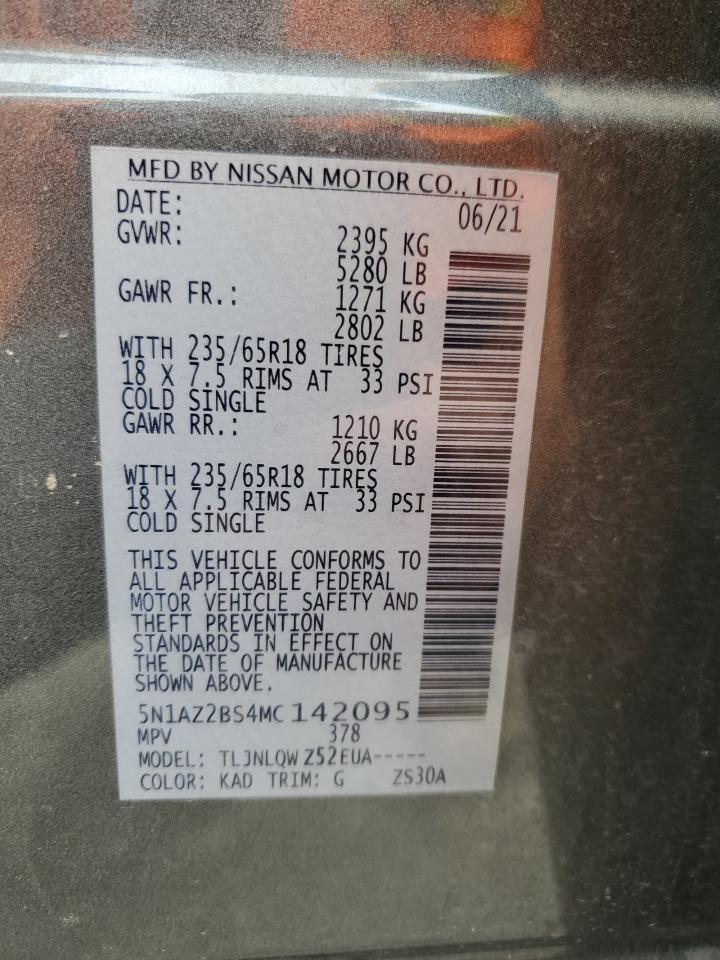 MFD BY NISSAN MOTOR CO., LTD.
DATE: 06/21
GVWR: 2395 KG
5280 LB
GAWR FR.: 1271 KG
2802 LB
WITH 235/65R18 TIRES
18 X 7.5 RIMS AT 33 PSI
COLD SINGLE
GAWR RR.: 1210 KG
2667 LB
WITH 235/65R18 TIRES
18 X 7.5 RIMS AT 33 PSI
COLD SINGLE
THIS VEHICLE CONFORMS TO
ALL APPLICABLE FEDERAL
MOTOR VEHICLE SAFETY AND
THEFT PREVENTION
STANDARDS IN EFFECT ON
THE DATE OF MANUFACTURE
SHOWN ABOVE.
5N1AZ2BS4MC142095
MPV 378
MODEL: TLJNLQW Z52EUA-----
COLOR: KAD TRIM: G ZS30A